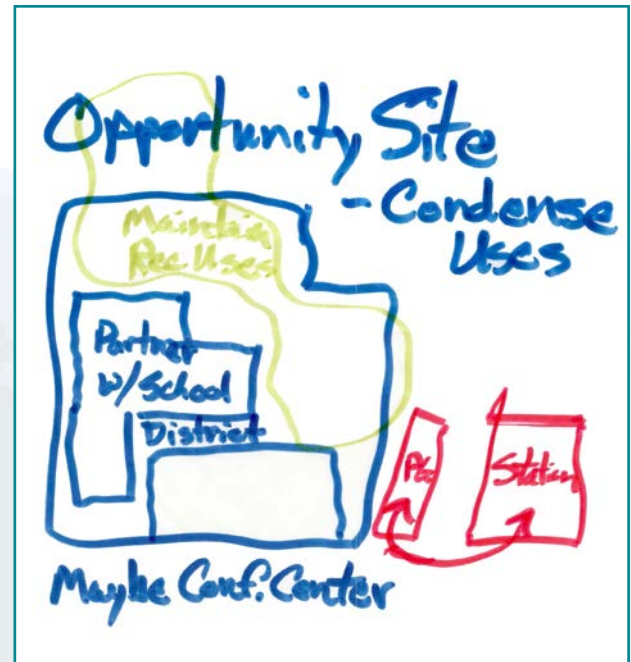 Opportunity Site
- Condense
Uses
Maintain
Rec Uses
Partner
w/ School
District
Station
Maybe Conf. Center